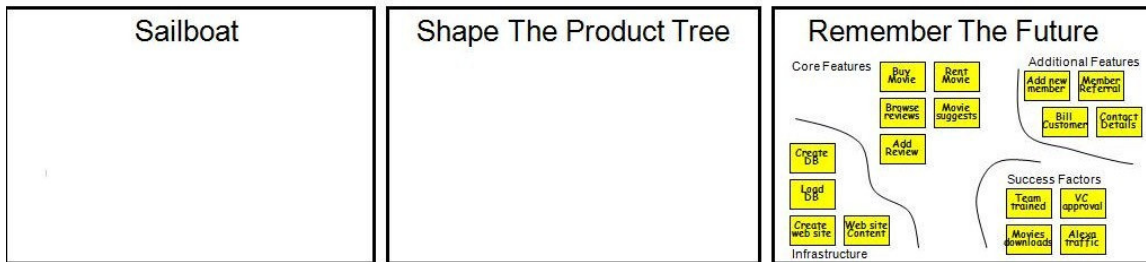 Sailboat
Shape The Product Tree
Remember The Future
Core Features
Buy
Movie
Rent
Movie
Browse
reviews
Movie
suggests
Add
Review
Additional Features
Add new
member
Member
Referral
Bill
Customer
Contact
Details
Create
DB
Load
DB
Create
web site
Web site
Content
Infrastructure
Success Factors
Team
trained
VC
approval
Movies
downloads
Alexa
traffic